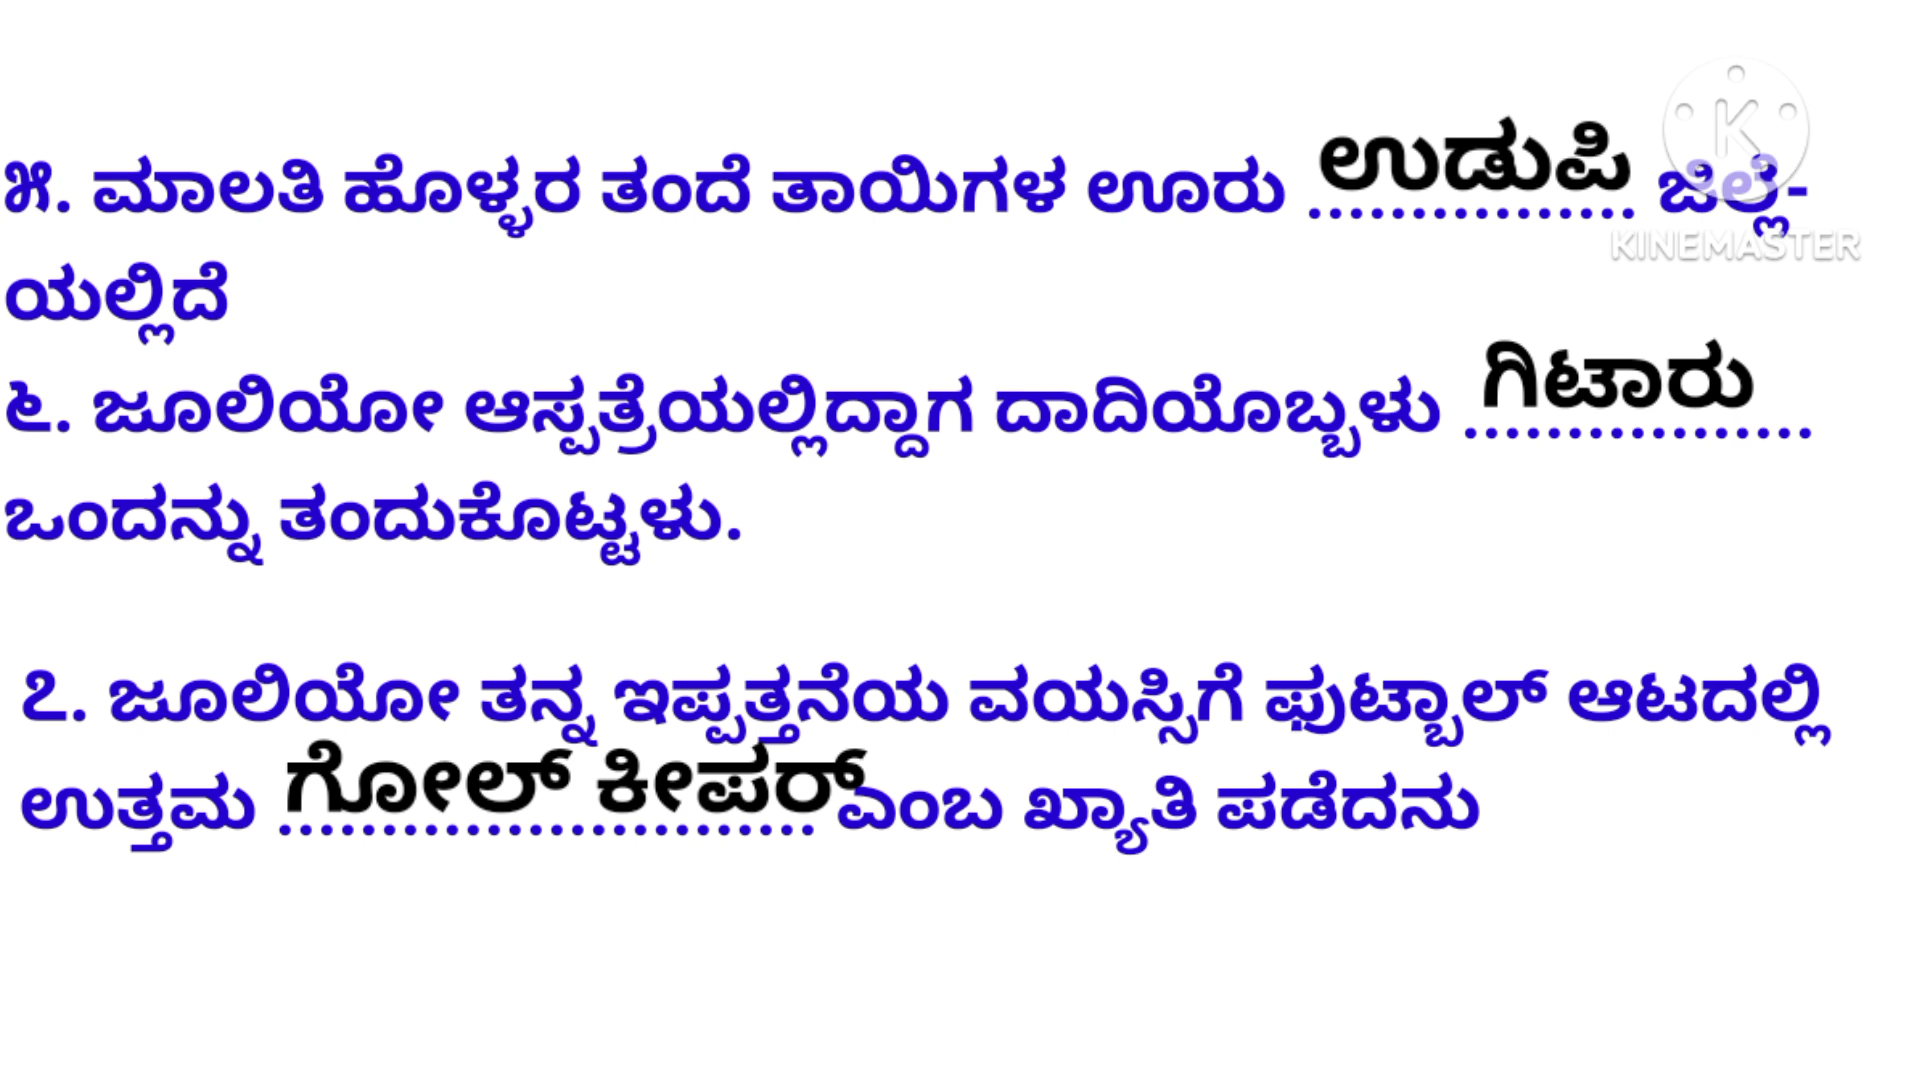 ೫. ಮಾಲತಿ ಹೊಳ್ಳರ ತಂದೆ ತಾಯಿಗಳ ಊರು ಉಡುಪಿ ಜಿಲ್ಲೆ-
ಯಲ್ಲಿದೆ
೬. ಜೂಲಿಯೋ ಆಸ್ಪತ್ರೆಯಲ್ಲಿದ್ದಾಗ ದಾದಿಯೊಬ್ಬಳು ಗಿಟಾರು
ಒಂದನ್ನು ತಂದುಕೊಟ್ಟಳು.
೭. ಜೂಲಿಯೋ ತನ್ನ ಇಪ್ಪತ್ತನೆಯ ವಯಸ್ಸಿಗೆ ಫುಟ್ಬಾಲ್ ಆಟದಲ್ಲಿ
ಉತ್ತಮ ಗೋಲ್ ಕೀಪರ್ ಎಂಬ ಖ್ಯಾತಿ ಪಡೆದನು
K
KINEMASTER